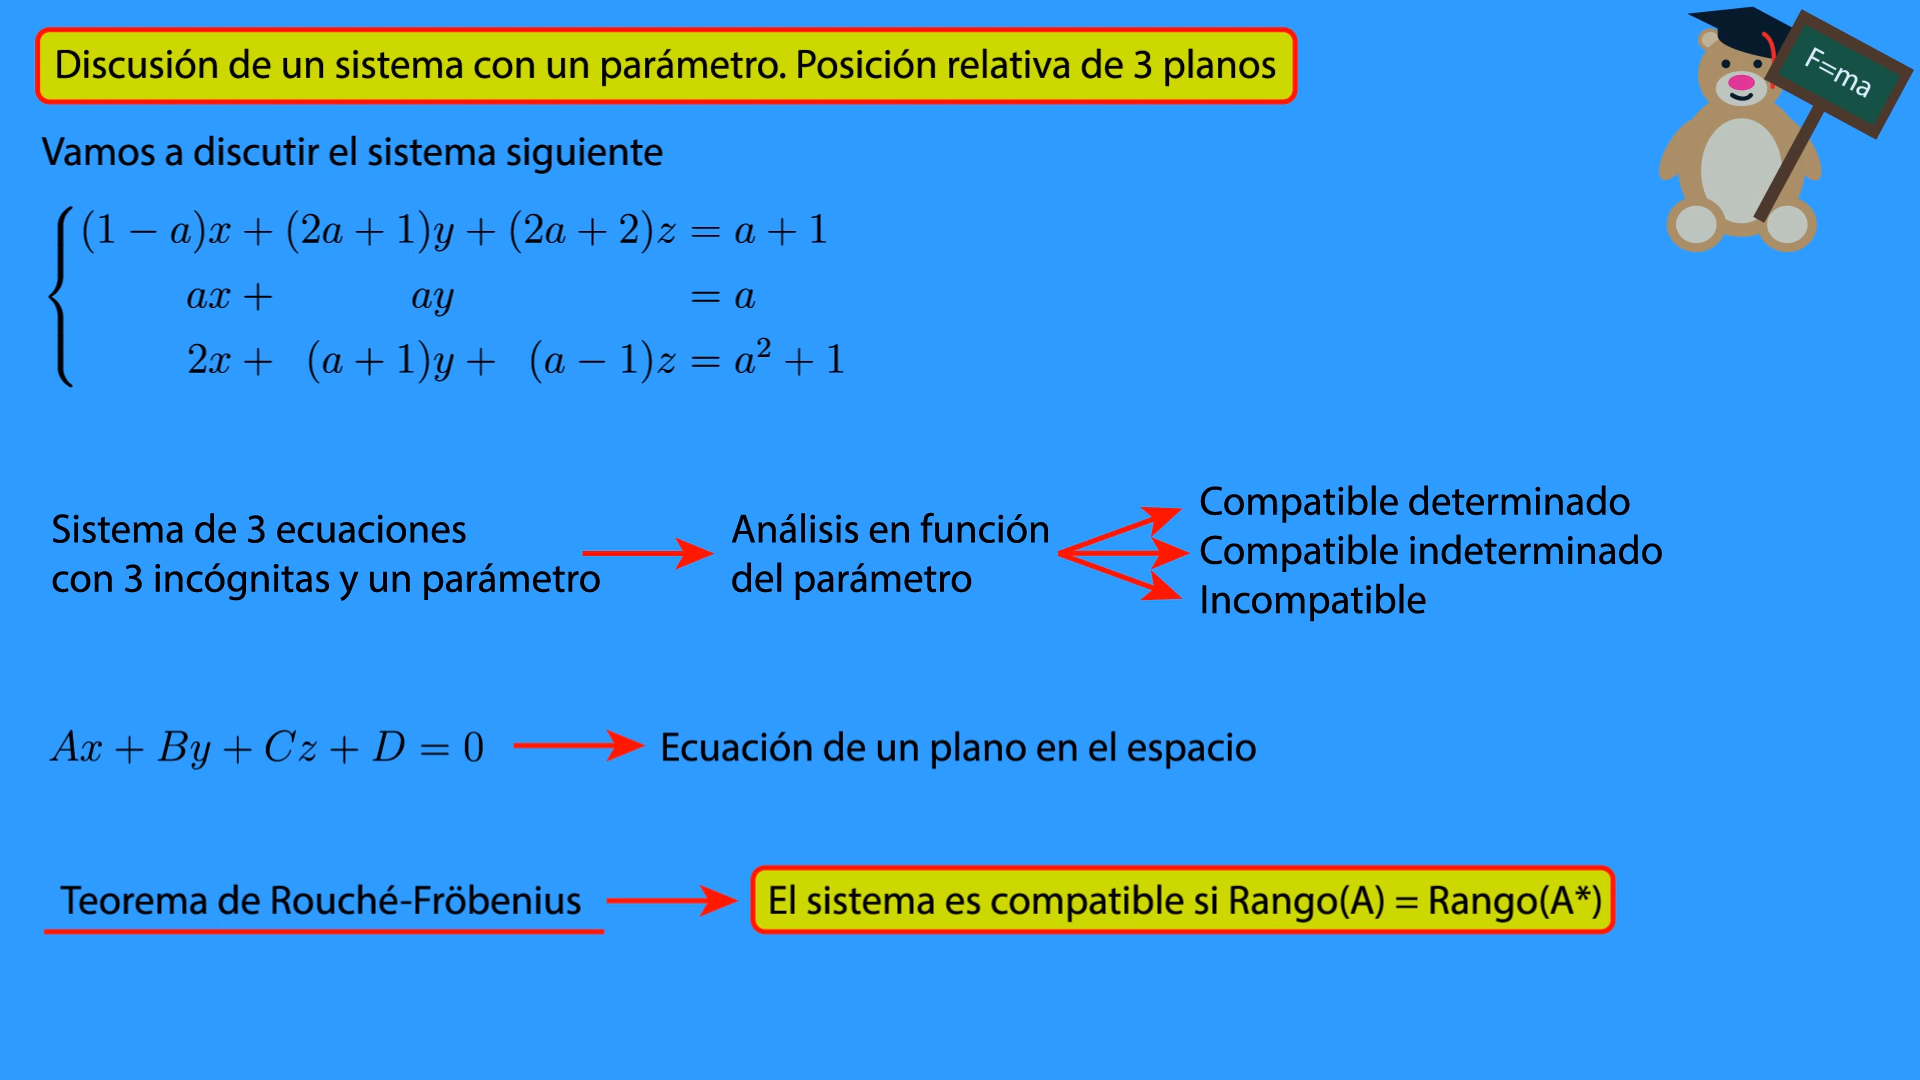 Discusión de un sistema con un parámetro. Posición relativa de 3 planos
F=ma
Vamos a discutir el sistema siguiente
(1 − a)x + (2a + 1)y + (2a + 2)z = a + 1
ax + ay = a
2x + (a + 1)y + (a − 1)z = a² + 1
Sistema de 3 ecuaciones
con 3 incógnitas y un parámetro
Análisis en función
del parámetro
Compatible determinado
Compatible indeterminado
Incompatible
Ax + By + Cz + D = 0
Ecuación de un plano en el espacio
Teorema de Rouché-Fröbenius
El sistema es compatible si Rango(A) = Rango(A*)